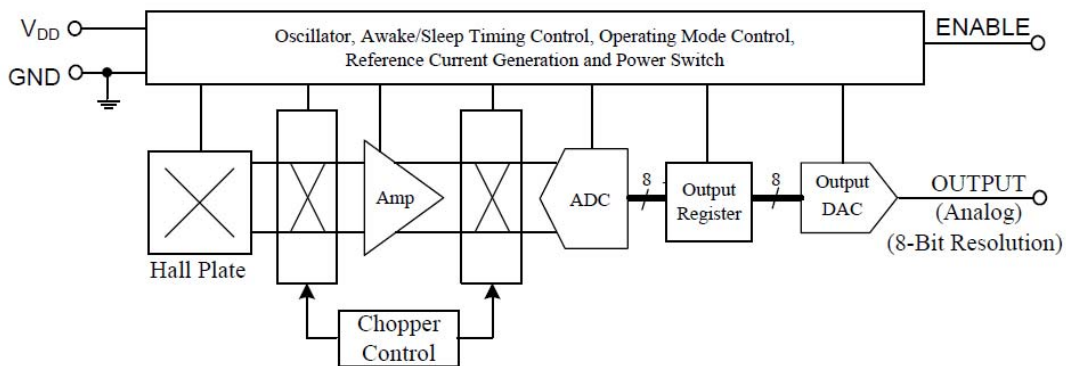 V_DD
GND
Oscillator, Awake/Sleep Timing Control, Operating Mode Control,
Reference Current Generation and Power Switch
ENABLE
Hall Plate
Amp
ADC
8
Output
Register
8
Output
DAC
OUTPUT
(Analog)
(8-Bit Resolution)
Chopper
Control